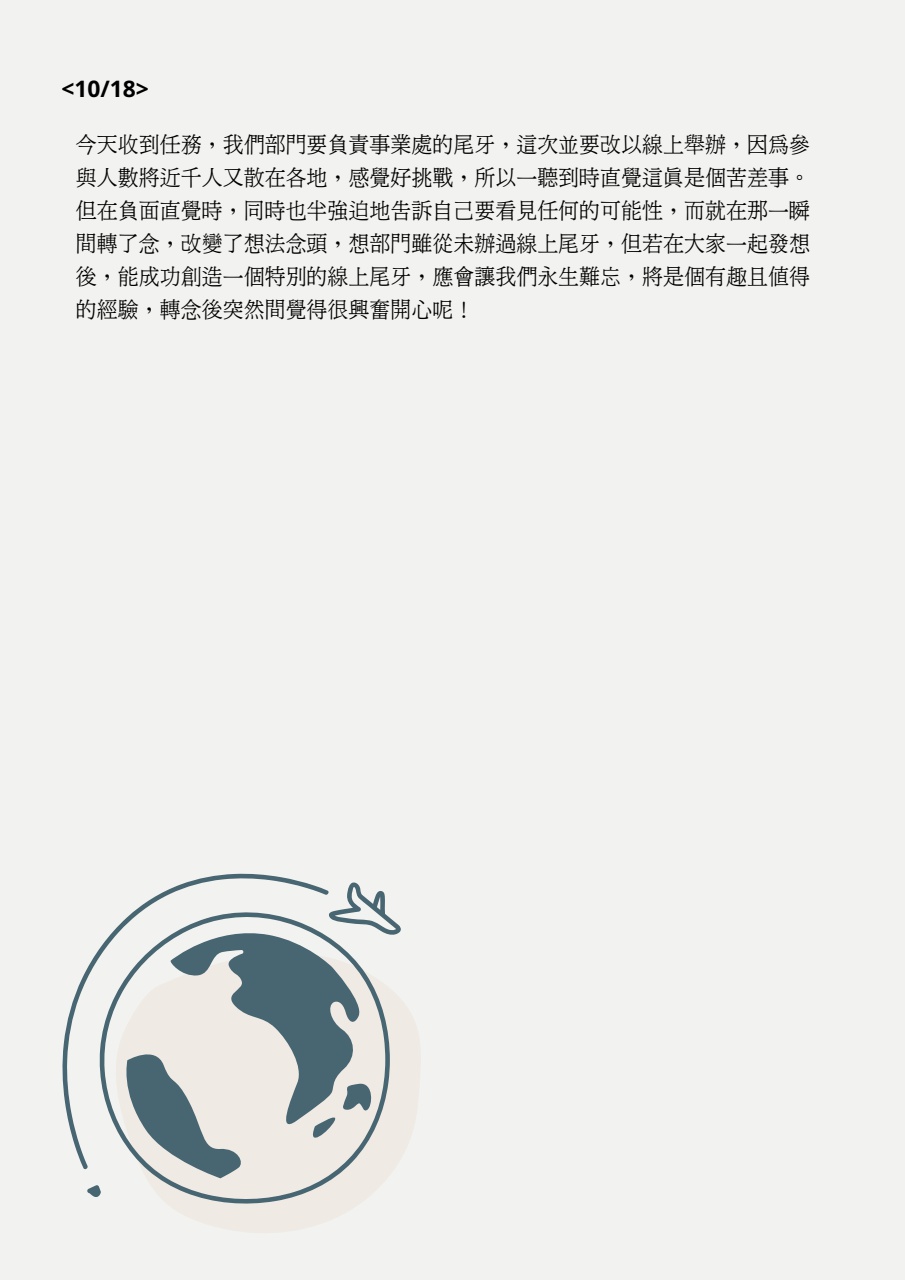 <10/18>
今天收到任務，我們部門要負責事業處的尾牙，這次並要改以線上舉辦，因為參
與人數將近千人又散在各地，感覺好挑戰，所以一聽到時直覺這真是個苦差事。
但在負面直覺時，同時也半強迫地告訴自己要看見任何的可能性，而就在那一瞬
間轉了念，改變了想法念頭，想部門雖從未辦過線上尾牙，但若在大家一起發想
後，能成功創造一個特別的線上尾牙，應會讓我們永生難忘，將是個有趣且值得
的經驗，轉念後突然間覺得很興奮開心呢！